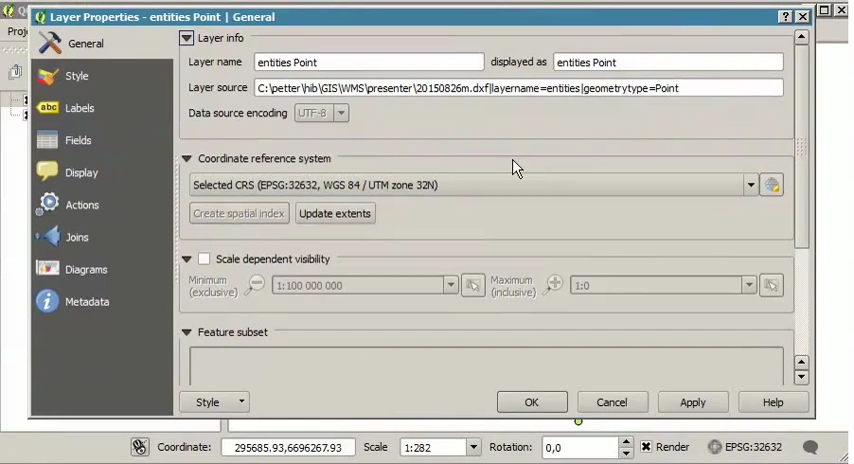 Layer Properties - entities Point | General
General
Style
Labels
Fields
Display
Actions
Joins
Diagrams
Metadata
Layer info
Layer name entities Point displayed as entities Point
Layer source C:\petter\hib\GIS\WMS\presenter\20150826m.dxf|layername=entities|geometrytype=Point
Data source encoding UTF-8
Coordinate reference system
Selected CRS (EPSG:32632, WGS 84 / UTM zone 32N)
Create spatial index Update extents
Scale dependent visibility
Minimum (exclusive) 1:100 000 000 Maximum (inclusive) 1:0
Feature subset
Style OK Cancel Apply Help
Coordinate: 295685.93,6696267.93 Scale 1:282 Rotation: 0,0 Render EPSG:32632